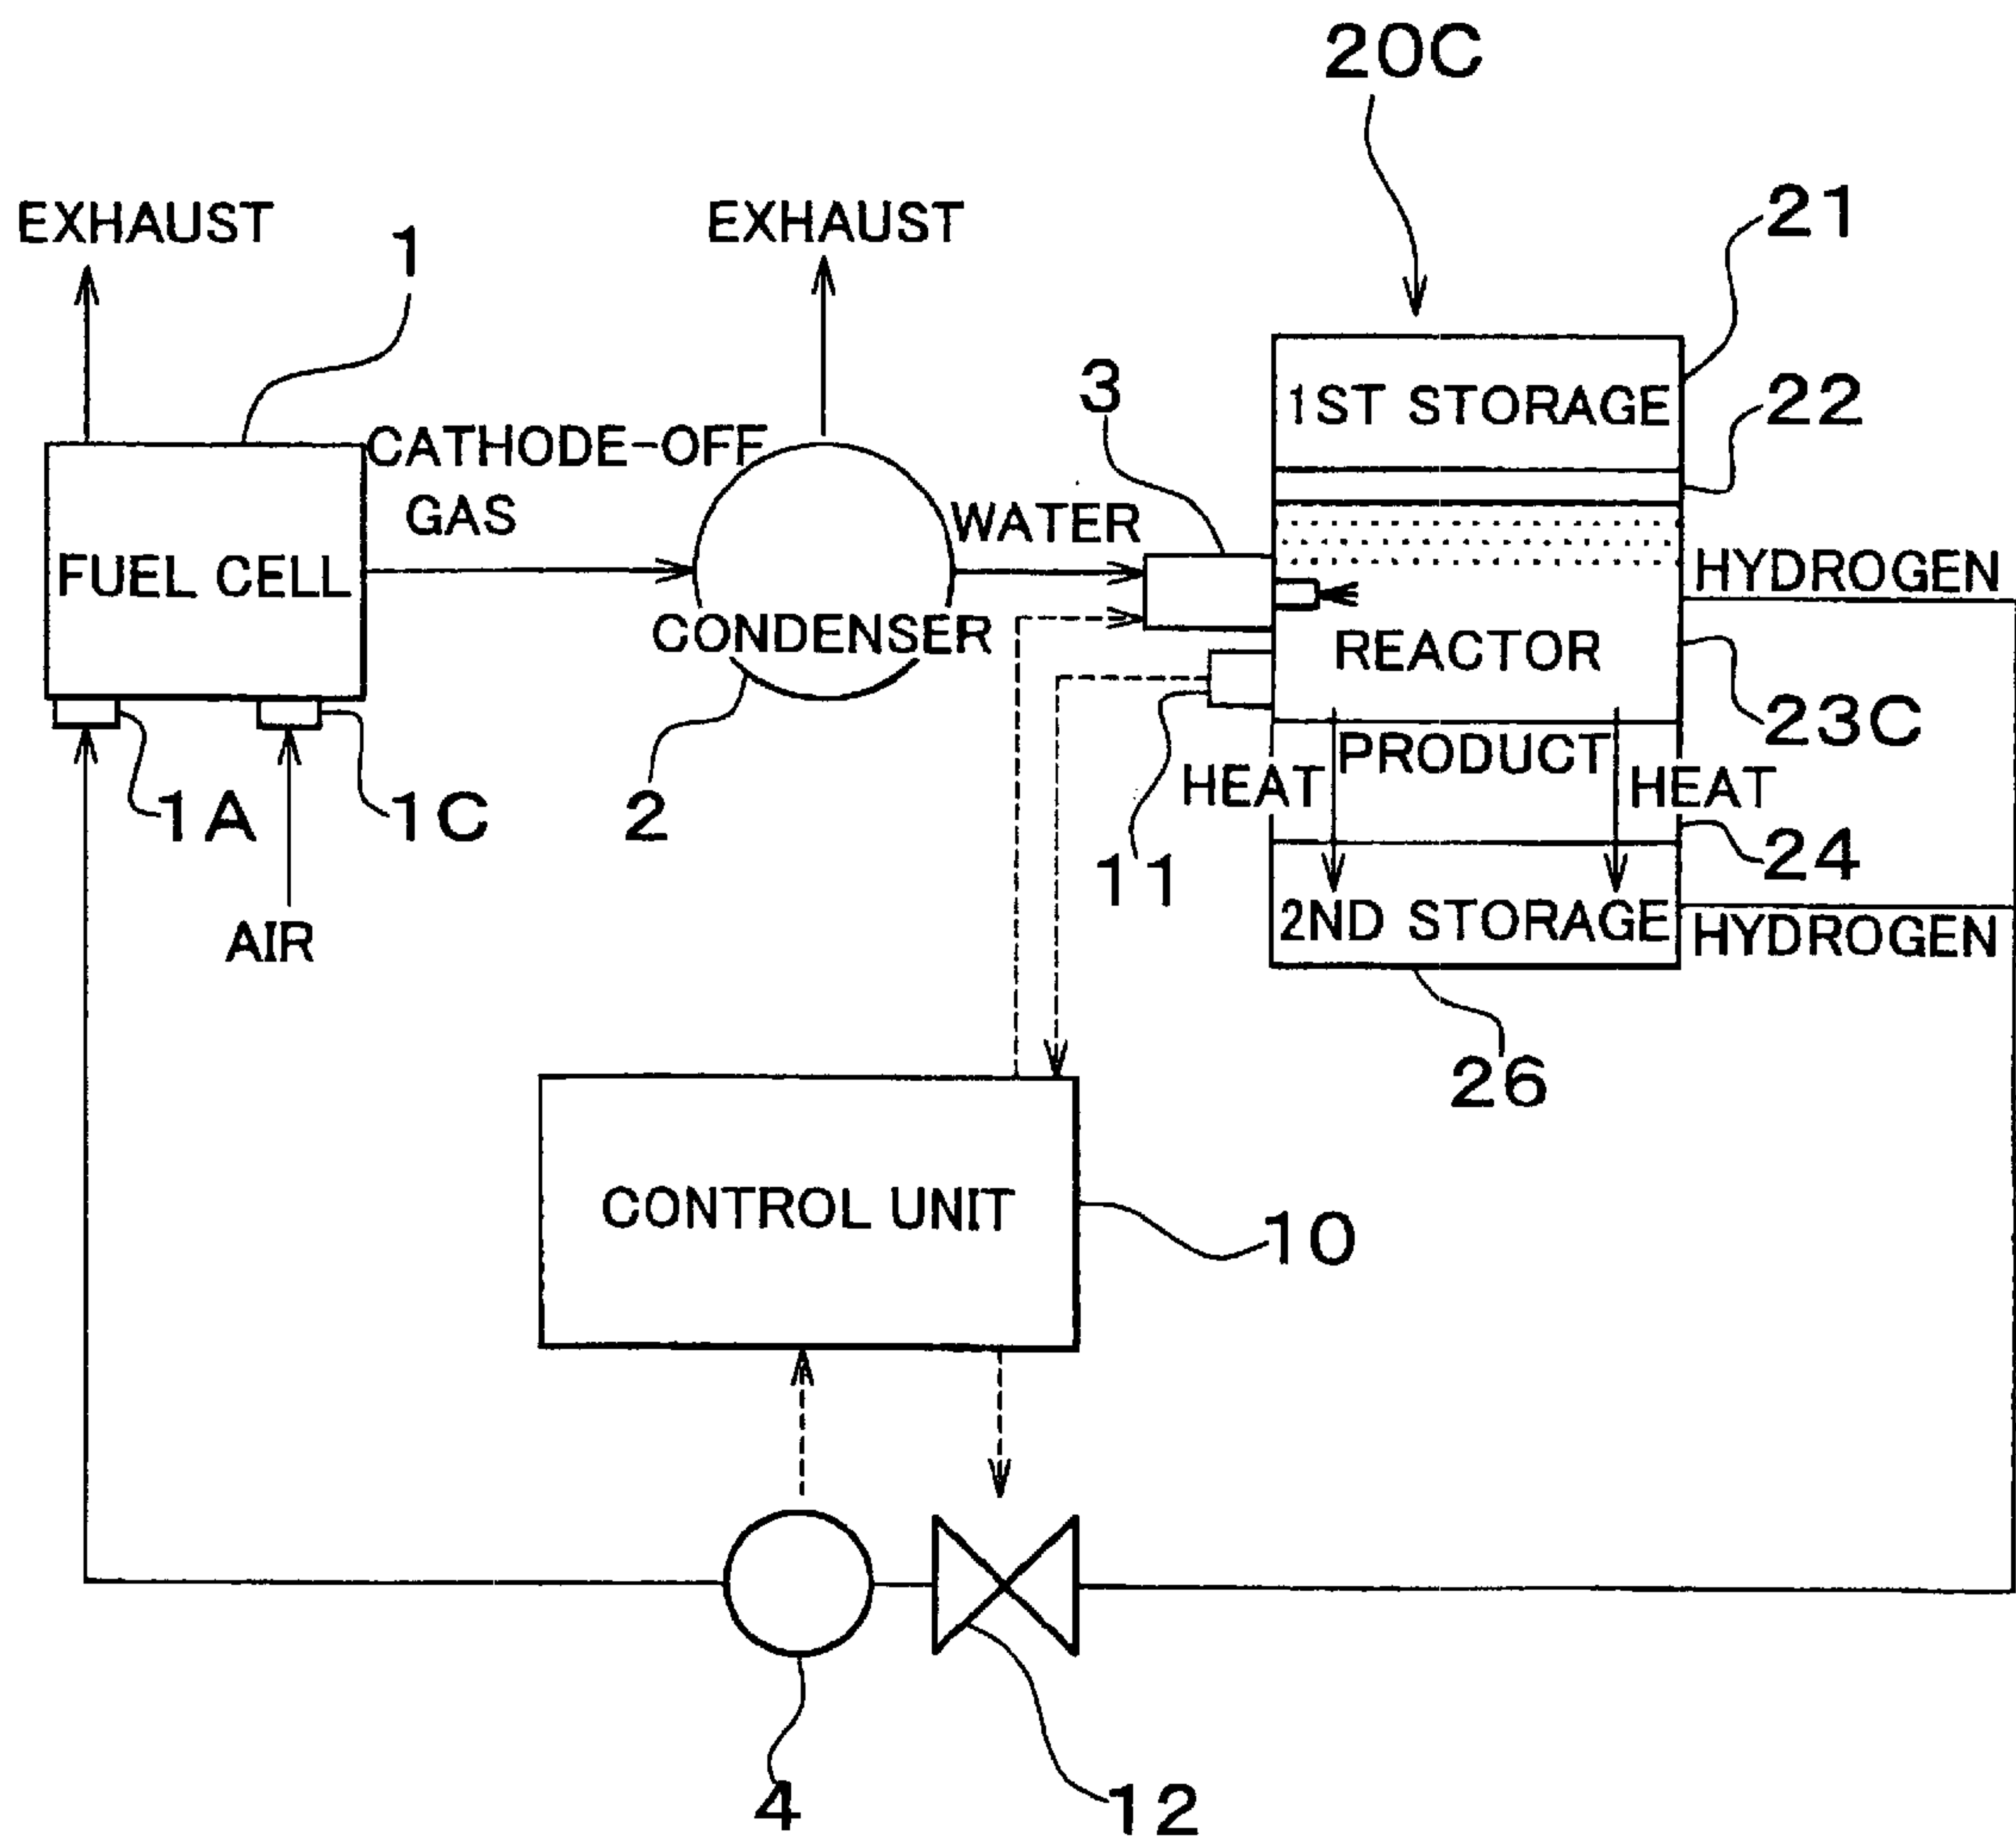 20C
EXHAUST
EXHAUST
21
1
1ST STORAGE
22
3
CATHODE-OFF
GAS
WATER
HYDROGEN
FUEL CELL
CONDENSER
REACTOR
23C
PRODUCT
HEAT
HEAT
1A
1C
2
11
24
AIR
2ND STORAGE
HYDROGEN
26
CONTROL UNIT
10
4
12